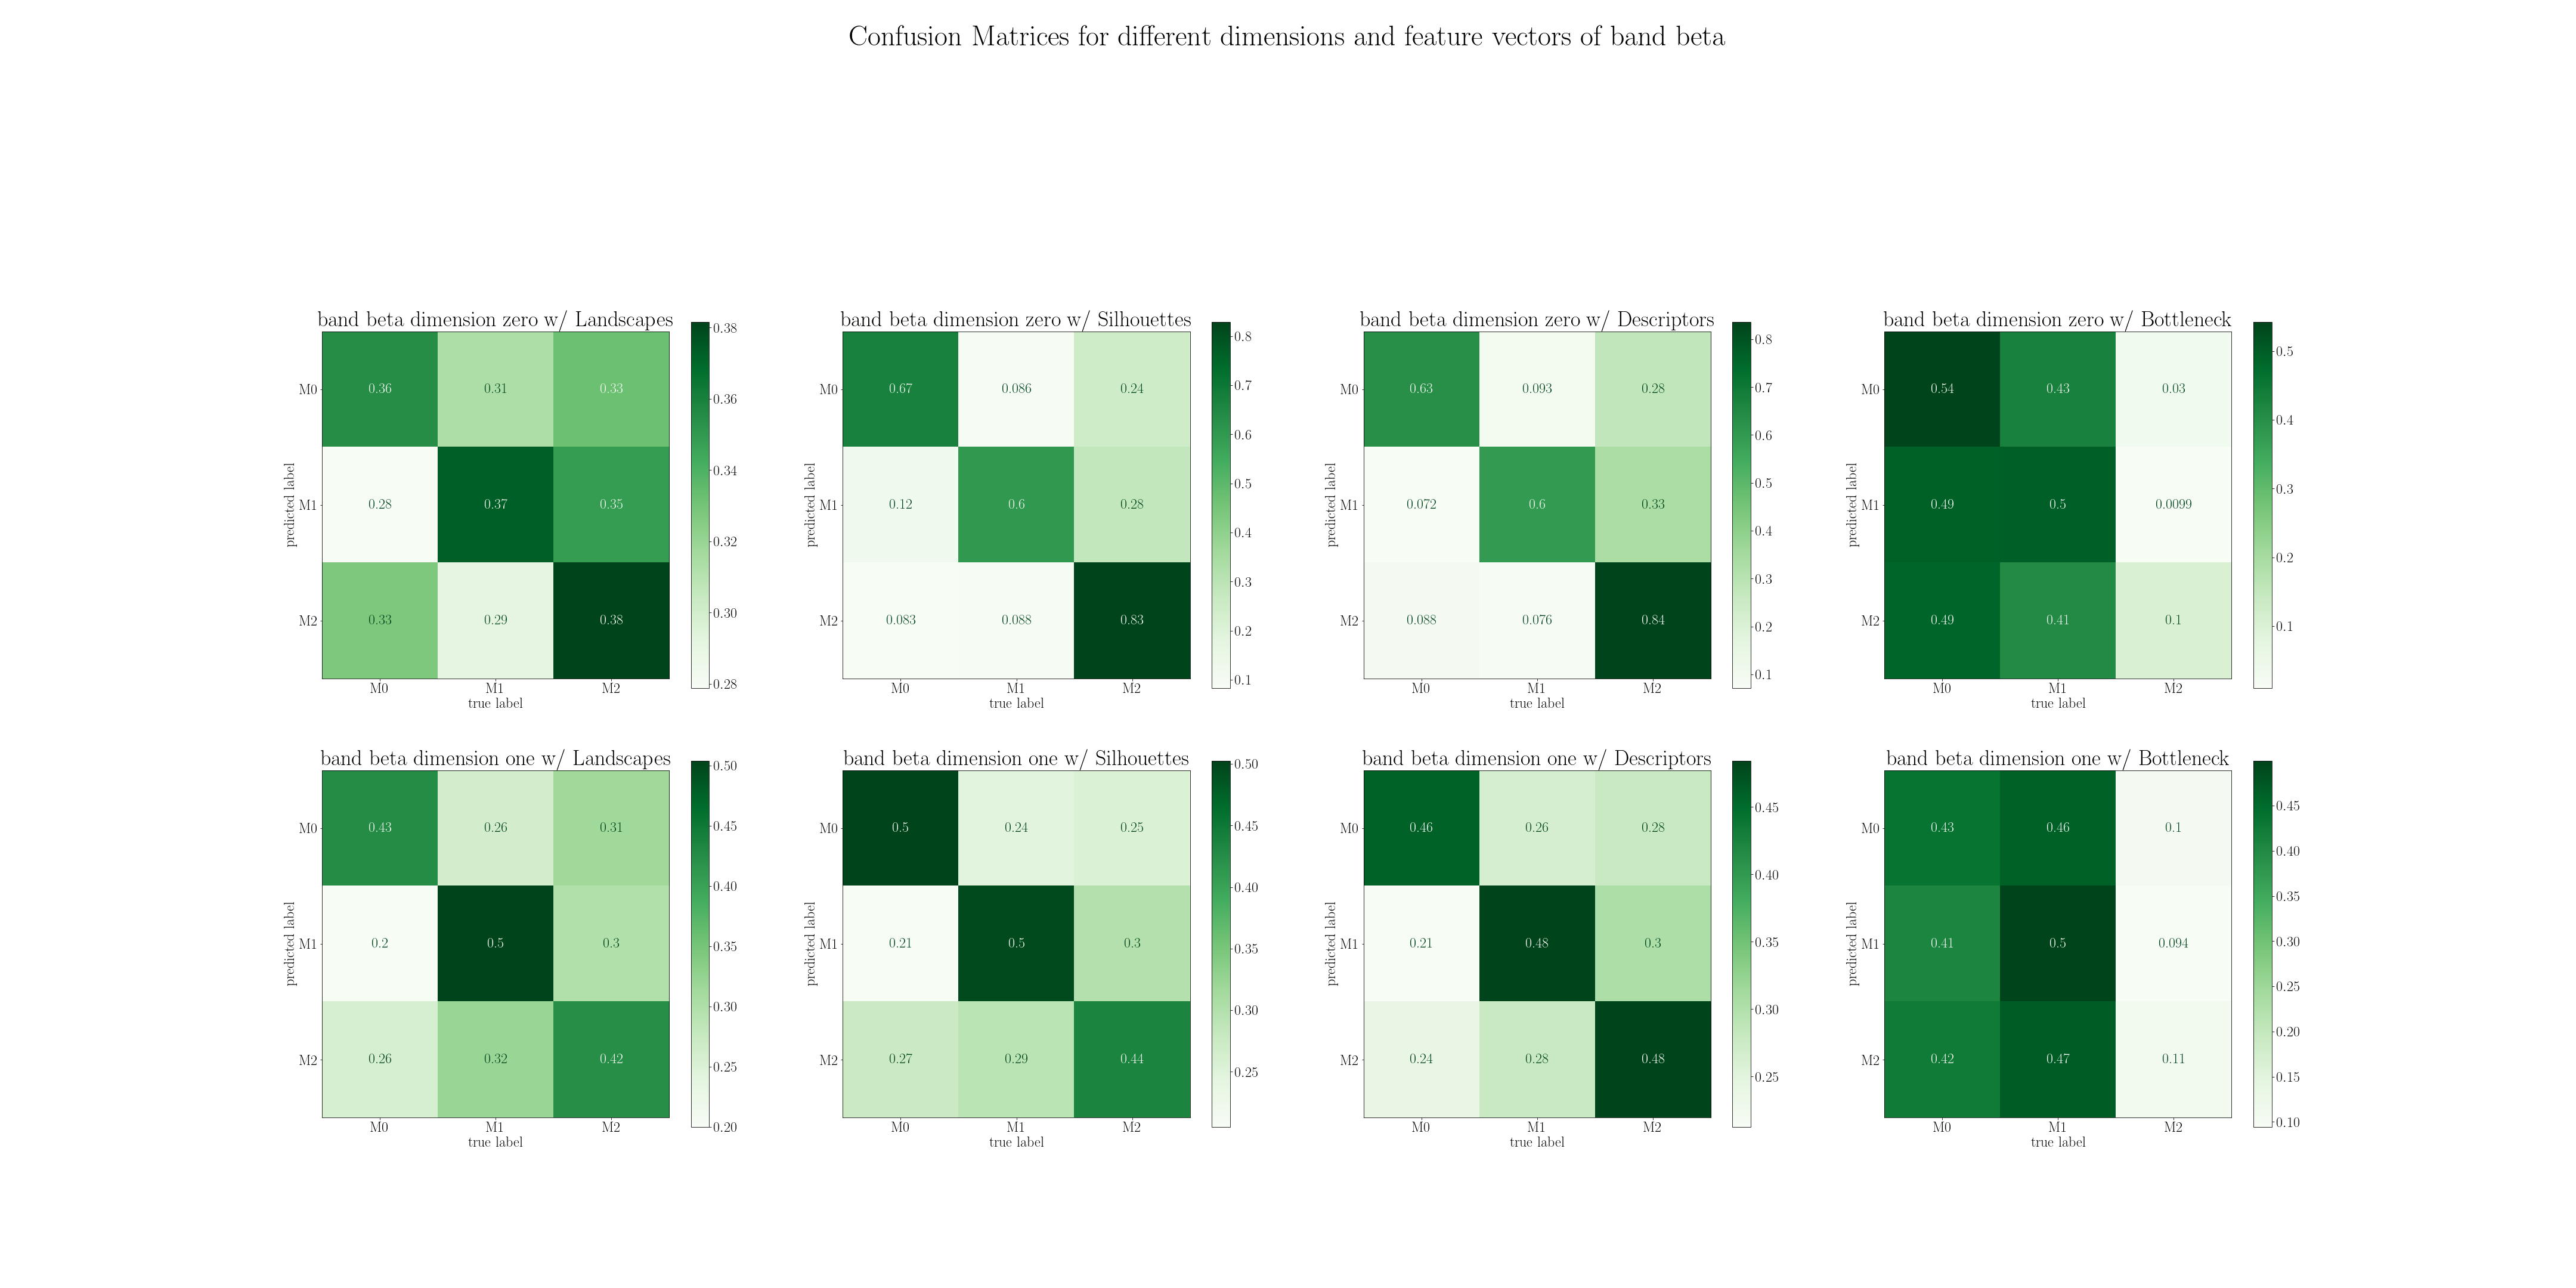 Confusion Matrices for different dimensions and feature vectors of band beta
band beta dimension zero w/ Landscapes
0.38
0.36
0.34
0.32
0.30
0.28
predicted label
M0 0.36 0.31 0.33
M1 0.28 0.37 0.35
M2 0.33 0.29 0.38
M0 M1 M2
true label
band beta dimension zero w/ Silhouettes
0.8
0.7
0.6
0.5
0.4
0.3
0.2
0.1
predicted label
M0 0.67 0.086 0.24
M1 0.12 0.6 0.28
M2 0.083 0.088 0.83
M0 M1 M2
true label
band beta dimension zero w/ Descriptors
0.8
0.7
0.6
0.5
0.4
0.3
0.2
0.1
predicted label
M0 0.63 0.093 0.28
M1 0.072 0.6 0.33
M2 0.088 0.076 0.84
M0 M1 M2
true label
band beta dimension zero w/ Bottleneck
0.5
0.4
0.3
0.2
0.1
predicted label
M0 0.54 0.43 0.03
M1 0.49 0.5 0.0099
M2 0.49 0.41 0.1
M0 M1 M2
true label
band beta dimension one w/ Landscapes
0.50
0.45
0.40
0.35
0.30
0.25
0.20
predicted label
M0 0.43 0.26 0.31
M1 0.2 0.5 0.3
M2 0.26 0.32 0.42
M0 M1 M2
true label
band beta dimension one w/ Silhouettes
0.50
0.45
0.40
0.35
0.30
0.25
predicted label
M0 0.5 0.24 0.25
M1 0.21 0.5 0.3
M2 0.27 0.29 0.44
M0 M1 M2
true label
band beta dimension one w/ Descriptors
0.45
0.40
0.35
0.30
0.25
predicted label
M0 0.46 0.26 0.28
M1 0.21 0.48 0.3
M2 0.24 0.28 0.48
M0 M1 M2
true label
band beta dimension one w/ Bottleneck
0.45
0.40
0.35
0.30
0.25
0.20
0.15
0.10
predicted label
M0 0.43 0.46 0.1
M1 0.41 0.5 0.094
M2 0.42 0.47 0.11
M0 M1 M2
true label